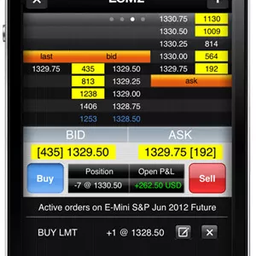 ESM2
1330.75 1130
1330.50 1009
1330.25 814
last bid 1330.00 564
1329.75 435 1329.50 1329.75 192
813 1329.25 ask
1238 1329.00
1406 1328.75
1253 1328.50
BID ASK
[435] 1329.50 1329.75 [192]
Buy Position Open P&L Sell
-7 @ 1330.50 +262.50 USD
Active orders on E-Mini S&P Jun 2012 Future
BUY LMT +1 @ 1328.50